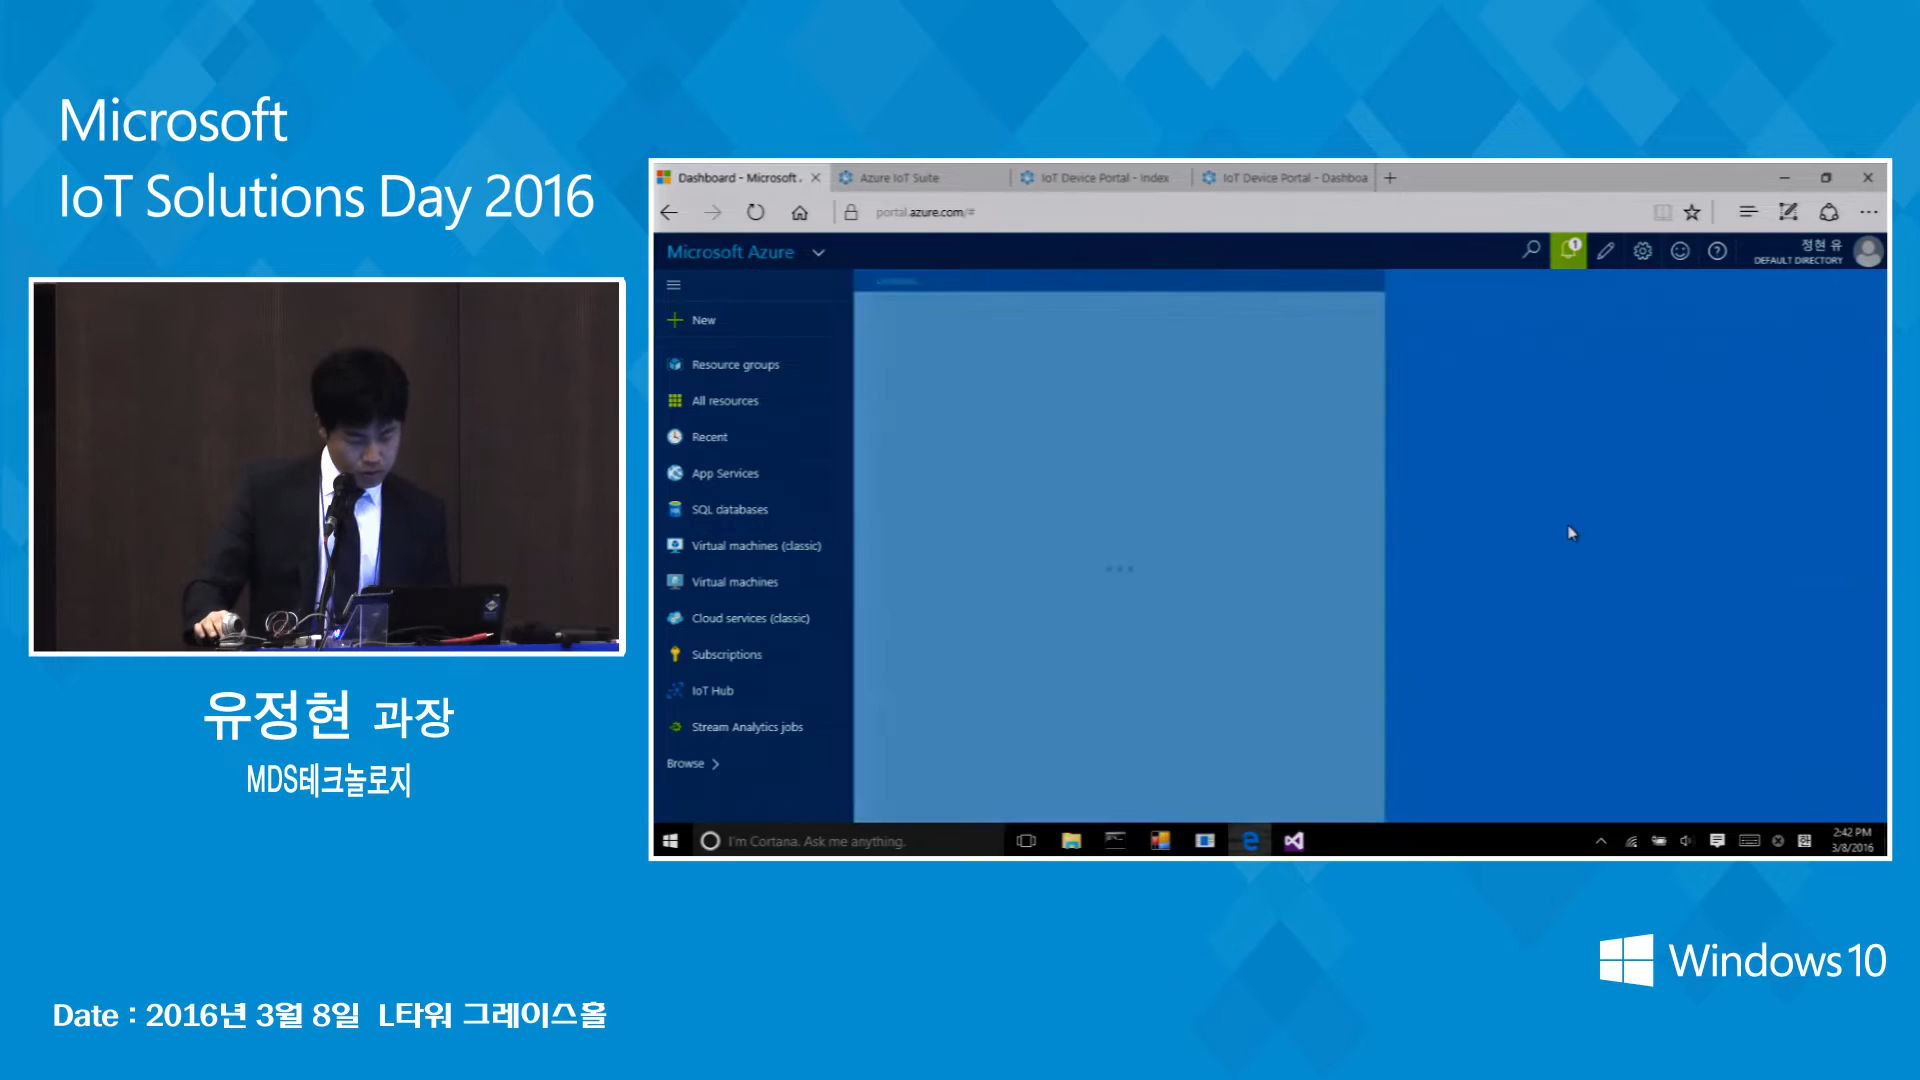 Microsoft
IoT Solutions Day 2016
유정현 과장
MDS테크놀로지
Date : 2016년 3월 8일 L타워 그레이스홀
Dashboard - Microsoft
Azure IoT Suite
IoT Device Portal - Index
IoT Device Portal - Dashboa
portal.azure.com/#
Microsoft Azure
1
정현 유
DEFAULT DIRECTORY
New
Resource groups
All resources
Recent
App Services
SQL databases
Virtual machines (classic)
Virtual machines
Cloud services (classic)
Subscriptions
IoT Hub
Stream Analytics jobs
Browse
I'm Cortana. Ask me anything.
2:42 PM
3/8/2016
Windows 10